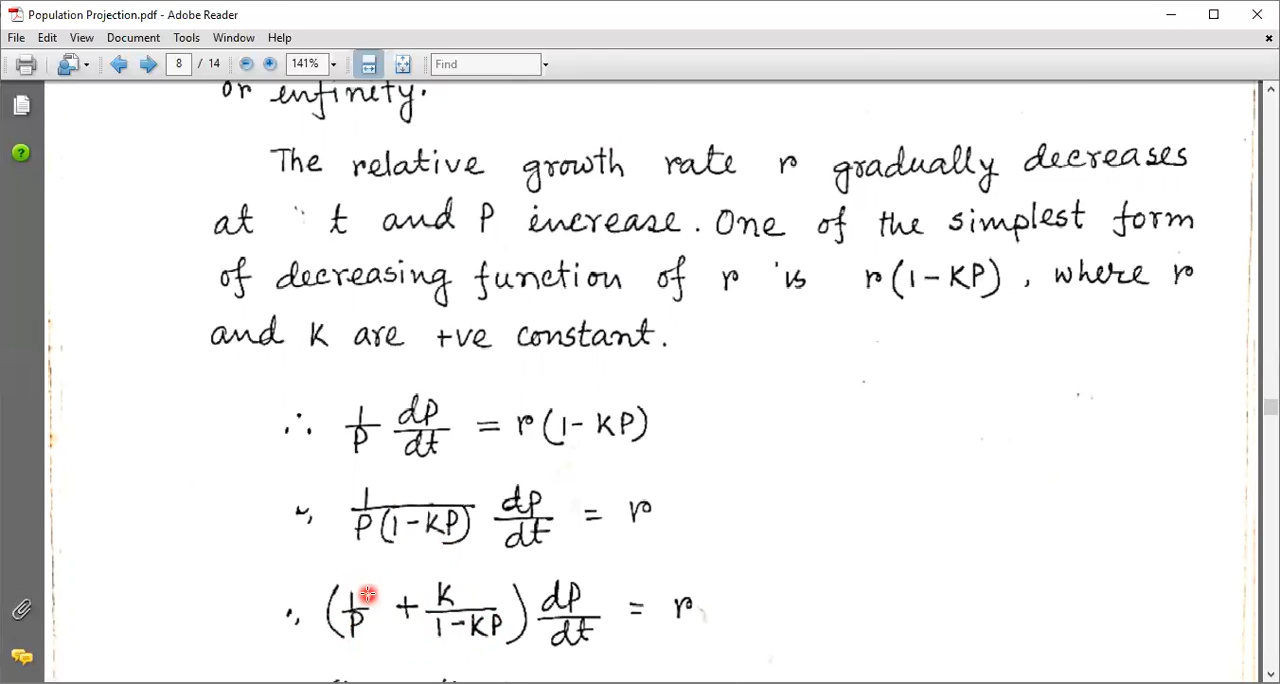 Population Projection.pdf - Adobe Reader
File Edit View Document Tools Window Help
8 / 14 141% Find
or enfinety.
The relative growth rate r gradually decreases
at t and P increase. One of the simplest form
of decreasing function of r is r(1-KP), where r
and K are +ve constant.
∴ 1/P dP/dt = r(1-KP)
1/P(1-KP) dP/dt = r
(1/P + K/1-KP) dP/dt = r